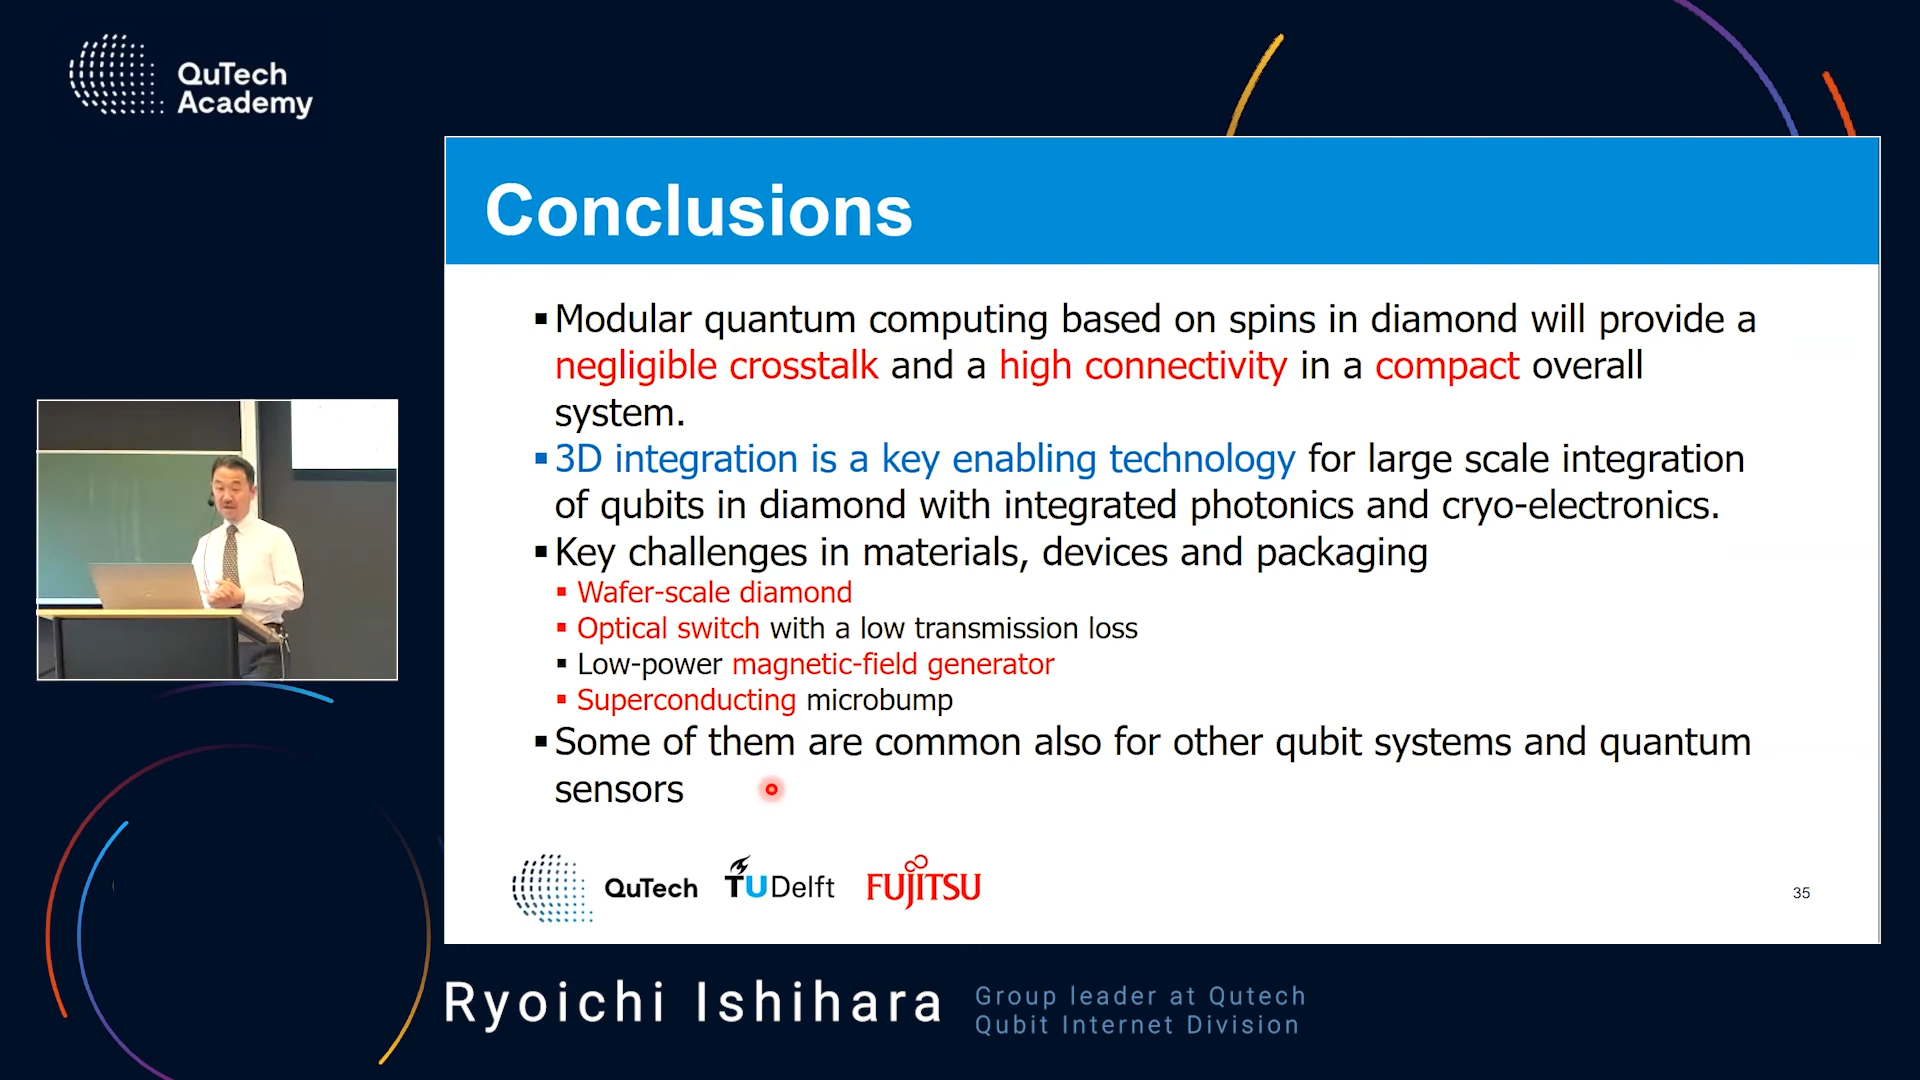 QuTech
Academy
Conclusions
▪Modular quantum computing based on spins in diamond will provide a
negligible crosstalk and a high connectivity in a compact overall
system.
▪3D integration is a key enabling technology for large scale integration
of qubits in diamond with integrated photonics and cryo-electronics.
▪Key challenges in materials, devices and packaging
▪ Wafer-scale diamond
▪ Optical switch with a low transmission loss
▪ Low-power magnetic-field generator
▪ Superconducting microbump
▪Some of them are common also for other qubit systems and quantum
sensors
QuTech
TUDelft
FUJITSU
35
Ryoichi Ishihara
Group leader at Qutech
Qubit Internet Division